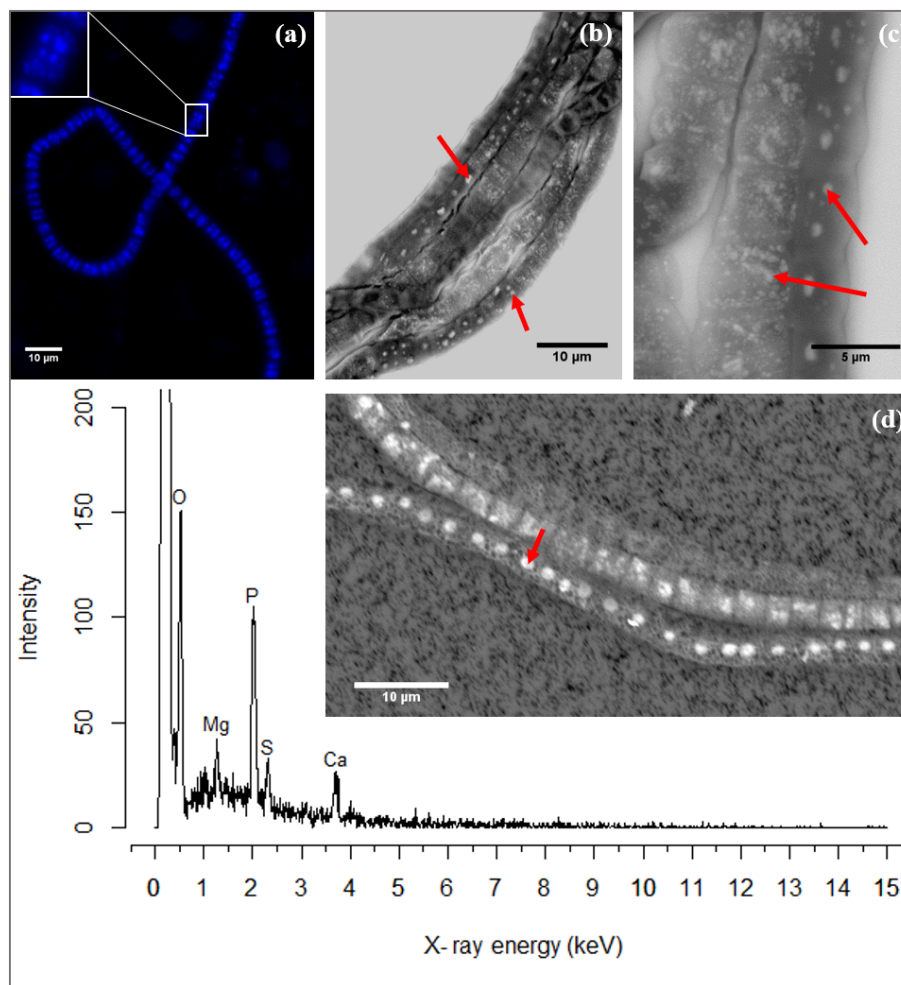 (a)
(b)
(c)
10 µm
10 µm
5 µm
(d)
10 µm
200
150
100
50
0
Intensity
O
P
Mg
S
Ca
0 1 2 3 4 5 6 7 8 9 10 11 12 13 14 15
X- ray energy (keV)